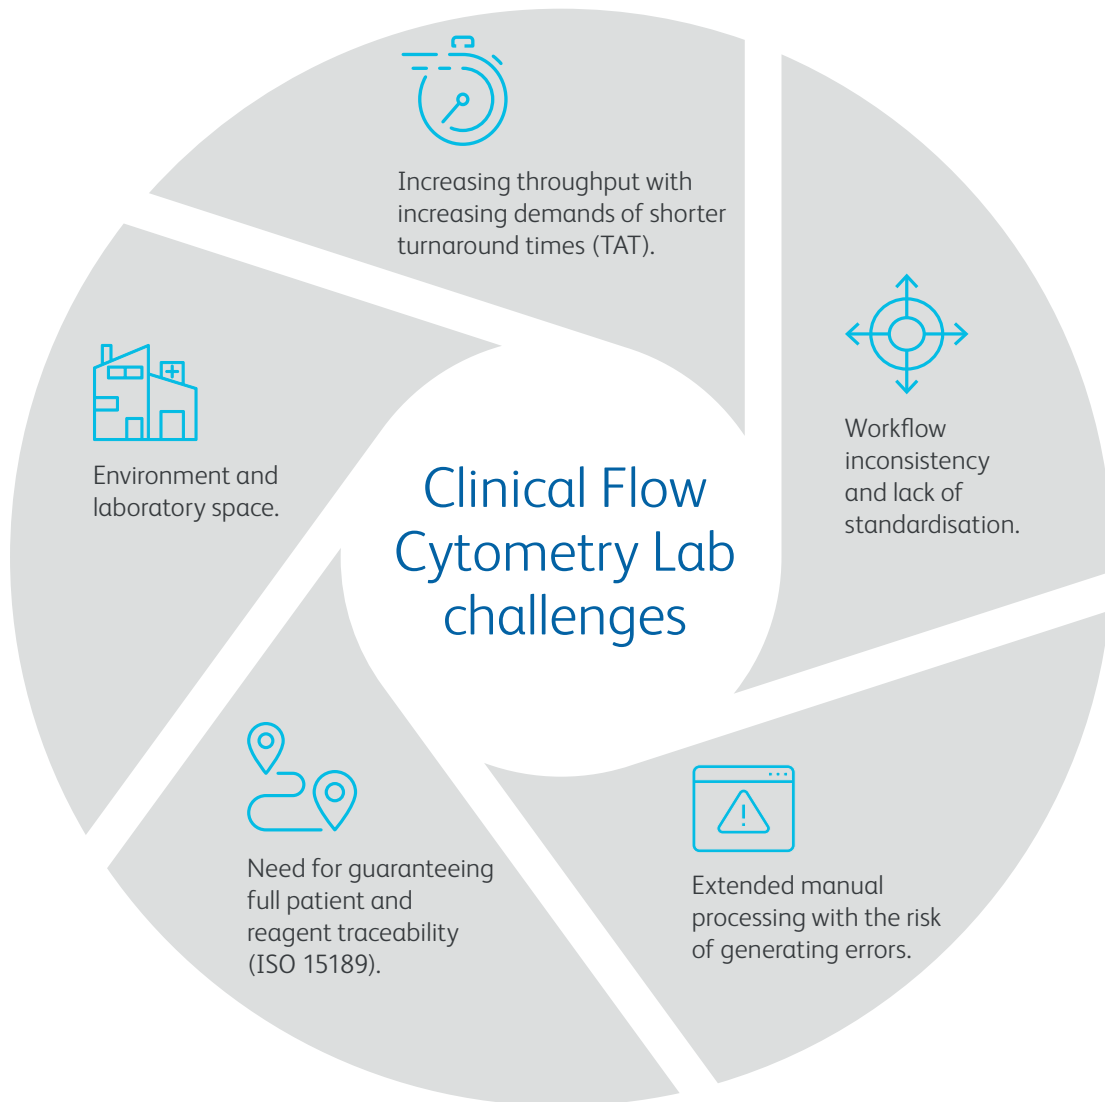 Increasing throughput with
increasing demands of shorter
turnaround times (TAT).
Workflow
inconsistency
and lack of
standardisation.
Environment and
laboratory space.
Clinical Flow
Cytometry Lab
challenges
Need for guaranteeing
full patient and
reagent traceability
(ISO 15189).
Extended manual
processing with the risk
of generating errors.